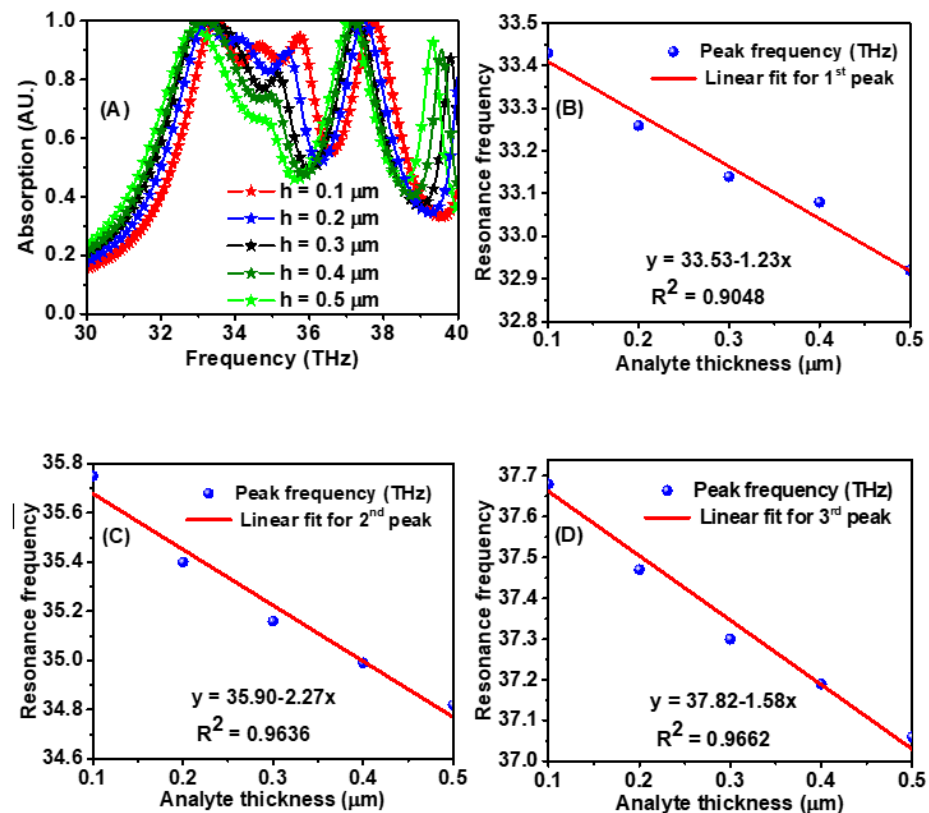 1.0
0.8
0.6
0.4
0.2
0.0
Absorption (AU.)
(A)
h = 0.1 μm
h = 0.2 μm
h = 0.3 μm
h = 0.4 μm
h = 0.5 μm
30 32 34 36 38 40
Frequency (THz)
33.5
33.4
33.3
33.2
33.1
33.0
32.9
32.8
Resonance frequency
(B)
Peak frequency (THz)
Linear fit for 1st peak
y = 33.53-1.23x
R2 = 0.9048
0.1 0.2 0.3 0.4 0.5
Analyte thickness (μm)
35.8
35.6
35.4
35.2
35.0
34.8
34.6
Resonance frequency
(C)
Peak frequency (THz)
Linear fit for 2nd peak
y = 35.90-2.27x
R2 = 0.9636
0.1 0.2 0.3 0.4 0.5
Analyte thickness (μm)
37.7
37.6
37.5
37.4
37.3
37.2
37.1
37.0
Resonance frequency
(D)
Peak frequency (THz)
Linear fit for 3rd peak
y = 37.82-1.58x
R2 = 0.9662
0.1 0.2 0.3 0.4 0.5
Analyte thickness (μm)